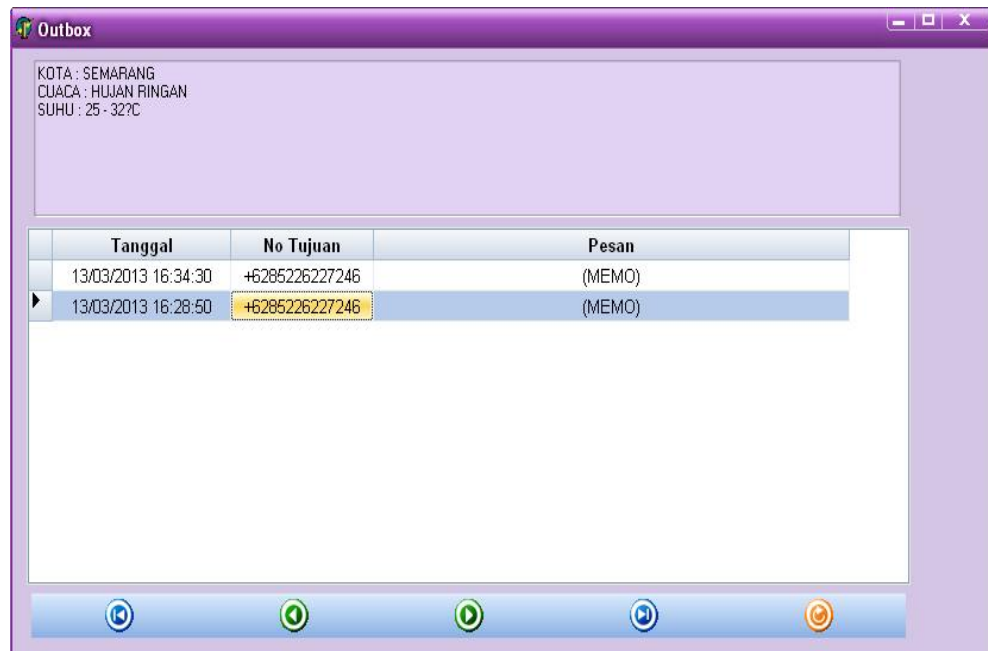 Outbox
KOTA : SEMARANG
CUACA : HUJAN RINGAN
SUHU : 25 - 32?C
Tanggal No Tujuan Pesan
13/03/2013 16:34:30 +6285226227246 (MEMO)
13/03/2013 16:28:50 +6285226227246 (MEMO)